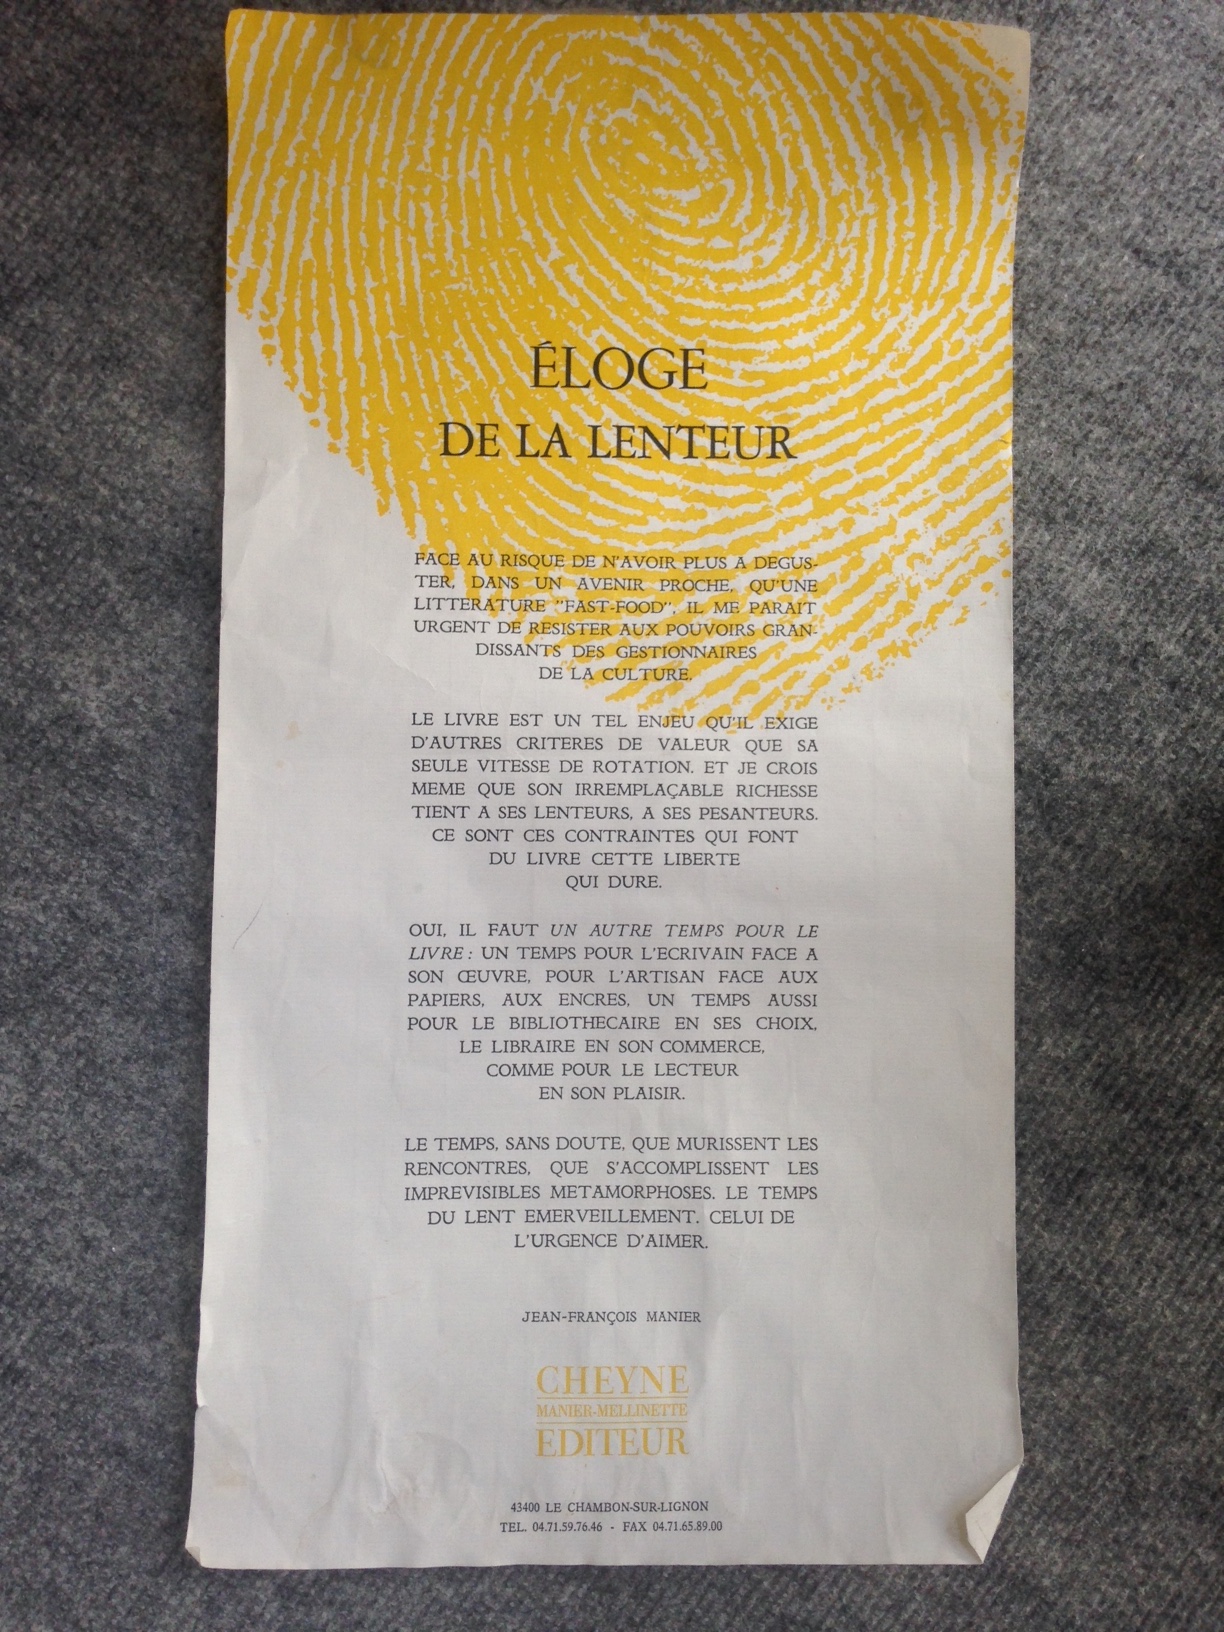 ÉLOGE
DE LA LENTEUR
FACE AU RISQUE DE N'AVOIR PLUS A DEGUS-
TER, DANS UN AVENIR PROCHE, QU'UNE
LITTERATURE "FAST-FOOD", IL ME PARAIT
URGENT DE RESISTER AUX POUVOIRS GRAN-
DISSANTS DES GESTIONNAIRES
DE LA CULTURE.
LE LIVRE EST UN TEL ENJEU QU'IL EXIGE
D'AUTRES CRITERES DE VALEUR QUE SA
SEULE VITESSE DE ROTATION. ET JE CROIS
MEME QUE SON IRREMPLAÇABLE RICHESSE
TIENT A SES LENTEURS, A SES PESANTEURS.
CE SONT CES CONTRAINTES QUI FONT
DU LIVRE CETTE LIBERTE
QUI DURE.
OUI, IL FAUT UN AUTRE TEMPS POUR LE
LIVRE : UN TEMPS POUR L'ECRIVAIN FACE A
SON ŒUVRE, POUR L'ARTISAN FACE AUX
PAPIERS, AUX ENCRES, UN TEMPS AUSSI
POUR LE BIBLIOTHECAIRE EN SES CHOIX,
LE LIBRAIRE EN SON COMMERCE,
COMME POUR LE LECTEUR
EN SON PLAISIR.
LE TEMPS, SANS DOUTE, QUE MURISSENT LES
RENCONTRES, QUE S'ACCOMPLISSENT LES
IMPREVISIBLES METAMORPHOSES. LE TEMPS
DU LENT EMERVEILLEMENT. CELUI DE
L'URGENCE D'AIMER.
JEAN-FRANÇOIS MANIER
CHEYNE
MANIER-MELLINETTE
EDITEUR
43400 LE CHAMBON-SUR-LIGNON
TEL. 04.71.59.76.46 - FAX 04.71.65.89.00